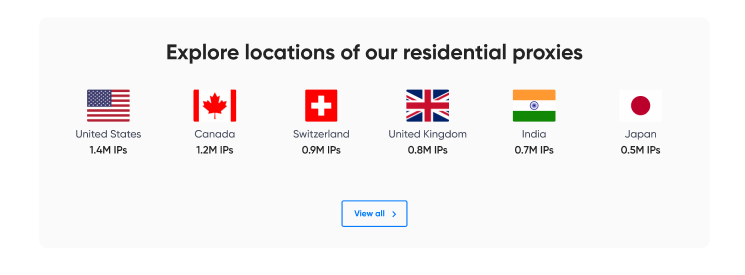 Explore locations of our residential proxies
United States
1.4M IPs
Canada
1.2M IPs
Switzerland
0.9M IPs
United Kingdom
0.8M IPs
India
0.7M IPs
Japan
0.5M IPs
View all